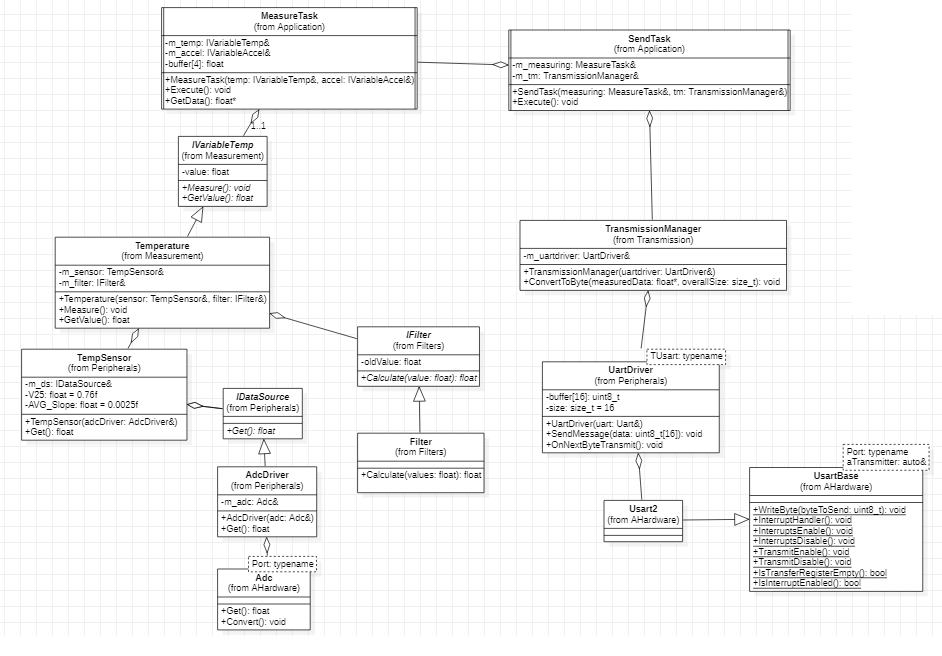 MeasureTask
(from Application)
-m_temp: IVariableTemp&
-m_accel: IVariableAccel&
-buffer[4]: float
+MeasureTask(temp: IVariableTemp&, accel: IVariableAccel&)
+Execute(): void
+GetData(): float*
SendTask
(from Application)
-m_measuring: MeasureTask&
-m_tm: TransmissionManager&
+SendTask(measuring: MeasureTask&, tm: TransmissionManager&)
+Execute(): void
1..1
IVariableTemp
(from Measurement)
-value: float
+Measure(): void
+GetValue(): float
Temperature
(from Measurement)
-m_sensor: TempSensor&
-m_filter: IFilter&
+Temperature(sensor: TempSensor&, filter: IFilter&)
+Measure(): void
+GetValue(): float
TransmissionManager
(from Transmission)
-m_uartdriver: UartDriver&
+TransmissionManager(uartdriver: UartDriver&)
+ConvertToByte(measuredData: float*, overallSize: size_t): void
TempSensor
(from Peripherals)
-m_ds: IDataSource&
-V25: float = 0.76f
-AVG_Slope: float = 0.0025f
+TempSensor(adcDriver: AdcDriver&)
+Get(): float
IFilter
(from Filters)
-oldValue: float
+Calculate(value: float): float
IDataSource
(from Peripherals)
+Get(): float
TUsart: typename
UartDriver
(from Peripherals)
-buffer[16]: uint8_t
-size: size_t = 16
+UartDriver(uart: Uart&)
+SendMessage(data: uint8_t[16]): void
+OnNextByteTransmit(): void
Filter
(from Filters)
+Calculate(values: float): float
AdcDriver
(from Peripherals)
-m_adc: Adc&
+AdcDriver(adc: Adc&)
+Get(): float
Port: typename
aTransmitter: auto&
UsartBase
(from AHardware)
+WriteByte(byteToSend: uint8_t): void
+InterruptHandler(): void
+InterruptsEnable(): void
+InterruptsDisable(): void
+TransmitEnable(): void
+TransmitDisable(): void
+IsTransferRegisterEmpty(): bool
+IsInterruptEnabled(): bool
Usart2
(from AHardware)
Port: typename
Adc
(from AHardware)
+Get(): float
+Convert(): void